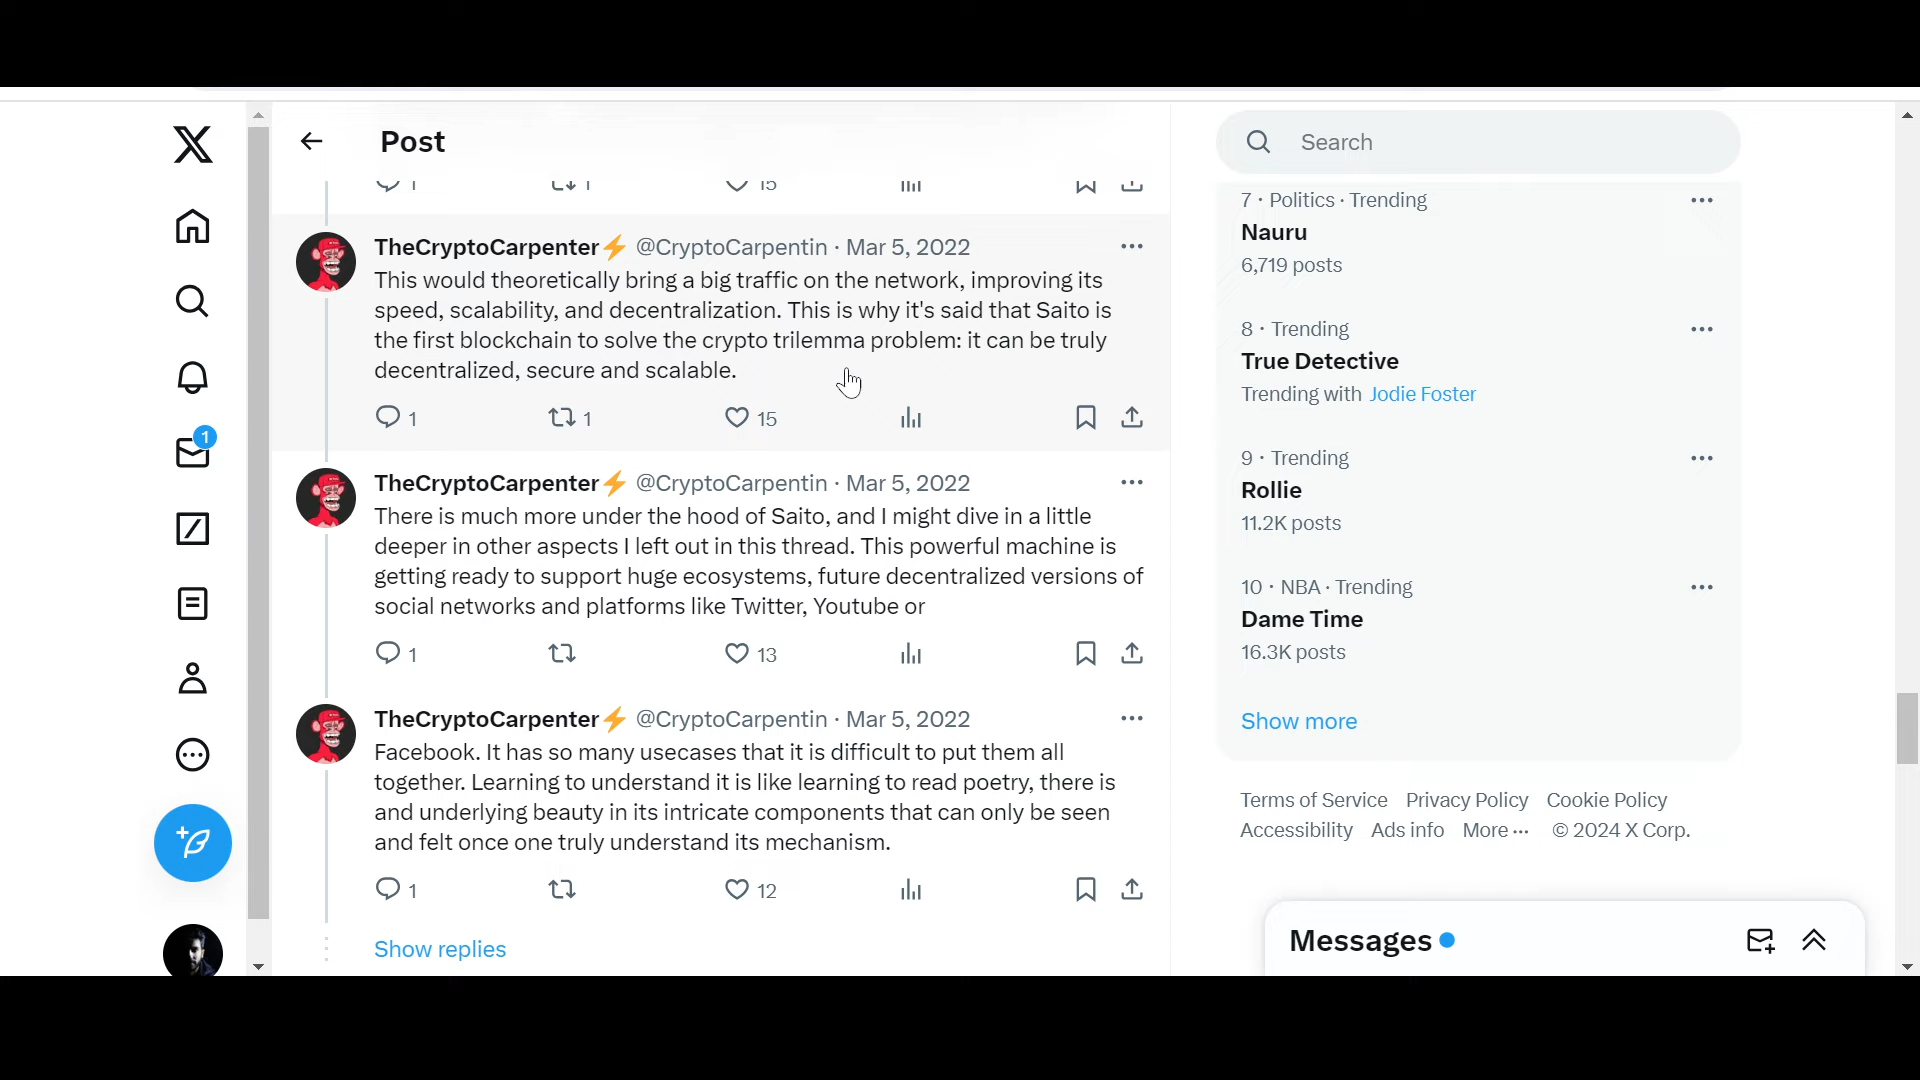 Post
1 1 15
TheCryptoCarpenter⚡ @CryptoCarpentin · Mar 5, 2022
This would theoretically bring a big traffic on the network, improving its
speed, scalability, and decentralization. This is why it's said that Saito is
the first blockchain to solve the crypto trilemma problem: it can be truly
decentralized, secure and scalable.
1 1 15
TheCryptoCarpenter⚡ @CryptoCarpentin · Mar 5, 2022
There is much more under the hood of Saito, and I might dive in a little
deeper in other aspects I left out in this thread. This powerful machine is
getting ready to support huge ecosystems, future decentralized versions of
social networks and platforms like Twitter, Youtube or
1 13
TheCryptoCarpenter⚡ @CryptoCarpentin · Mar 5, 2022
Facebook. It has so many usecases that it is difficult to put them all
together. Learning to understand it is like learning to read poetry, there is
and underlying beauty in its intricate components that can only be seen
and felt once one truly understand its mechanism.
1 12
Show replies
1
Search
7 · Politics · Trending
Nauru
6,719 posts
8 · Trending
True Detective
Trending with Jodie Foster
9 · Trending
Rollie
11.2K posts
10 · NBA · Trending
Dame Time
16.3K posts
Show more
Terms of Service Privacy Policy Cookie Policy
Accessibility Ads info More ··· © 2024 X Corp.
Messages